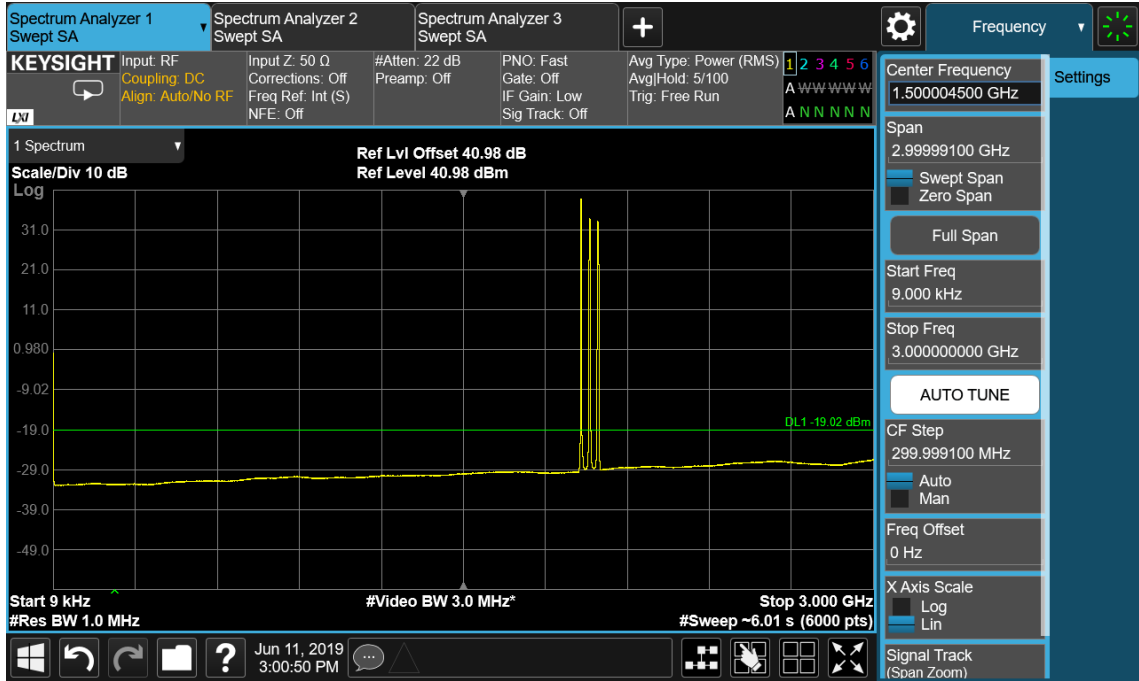 Spectrum Analyzer 1
Swept SA
Spectrum Analyzer 2
Swept SA
Spectrum Analyzer 3
Swept SA
Frequency
KEYSIGHT
LXI
Input: RF
Coupling: DC
Align: Auto/No RF
Input Z: 50 Ω
Corrections: Off
Freq Ref: Int (S)
NFE: Off
#Atten: 22 dB
Preamp: Off
PNO: Fast
Gate: Off
IF Gain: Low
Sig Track: Off
Avg Type: Power (RMS)
Avg|Hold: 5/100
Trig: Free Run
1 2 3 4 5 6
A W W W W W
A N N N N N
1 Spectrum
Scale/Div 10 dB
Log
Ref Lvl Offset 40.98 dB
Ref Level 40.98 dBm
31.0
21.0
11.0
0.980
-9.02
-19.0
-29.0
-39.0
-49.0
DL1 -19.02 dBm
Start 9 kHz
#Res BW 1.0 MHz
#Video BW 3.0 MHz*
Stop 3.000 GHz
#Sweep ~6.01 s (6000 pts)
Center Frequency
1.500004500 GHz
Settings
Span
2.99999100 GHz
Swept Span
Zero Span
Full Span
Start Freq
9.000 kHz
Stop Freq
3.000000000 GHz
AUTO TUNE
CF Step
299.999100 MHz
Auto
Man
Freq Offset
0 Hz
X Axis Scale
Log
Lin
Signal Track
(Span Zoom)
?
Jun 11, 2019
3:00:50 PM